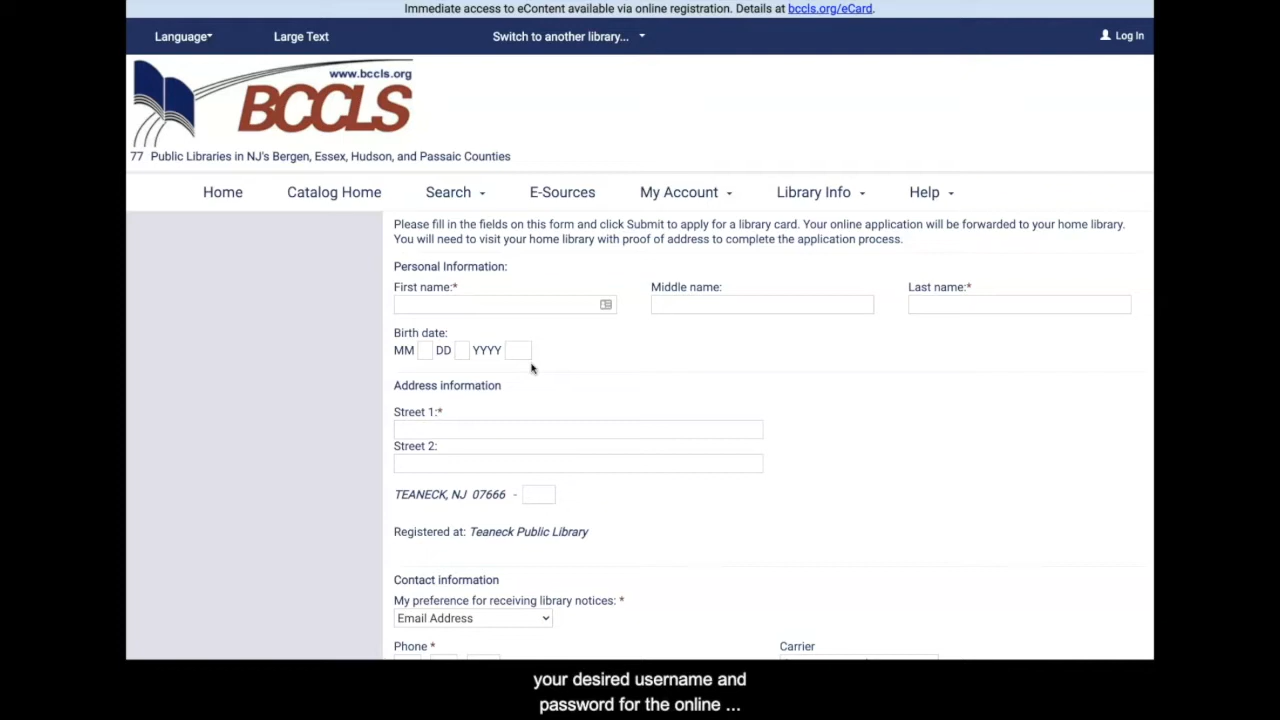 Immediate access to eContent available via online registration. Details at bccls.org/eCard.
Language Large Text Switch to another library... Log In
www.bccls.org
BCCLS
77 Public Libraries in NJ's Bergen, Essex, Hudson, and Passaic Counties
Home Catalog Home Search E-Sources My Account Library Info Help
Please fill in the fields on this form and click Submit to apply for a library card. Your online application will be forwarded to your home library.
You will need to visit your home library with proof of address to complete the application process.
Personal Information:
First name:* Middle name: Last name:*
Birth date:
MM DD YYYY
Address information
Street 1:*
Street 2:
TEANECK, NJ 07666 -
Registered at: Teaneck Public Library
Contact information
My preference for receiving library notices: *
Email Address
Phone * Carrier
your desired username and
password for the online ...